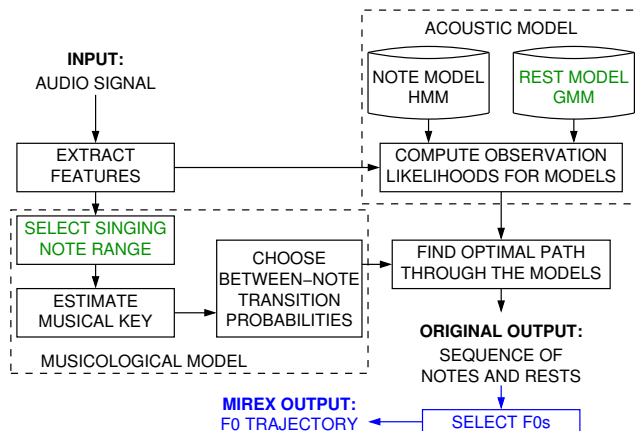 ACOUSTIC MODEL
INPUT:
AUDIO SIGNAL
NOTE MODEL
HMM
REST MODEL
GMM
EXTRACT
FEATURES
COMPUTE OBSERVATION
LIKELIHOODS FOR MODELS
SELECT SINGING
NOTE RANGE
ESTIMATE
MUSICAL KEY
CHOOSE
BETWEEN−NOTE
TRANSITION
PROBABILITIES
FIND OPTIMAL PATH
THROUGH THE MODELS
MUSICOLOGICAL MODEL
ORIGINAL OUTPUT:
SEQUENCE OF
NOTES AND RESTS
MIREX OUTPUT:
F0 TRAJECTORY
SELECT F0s